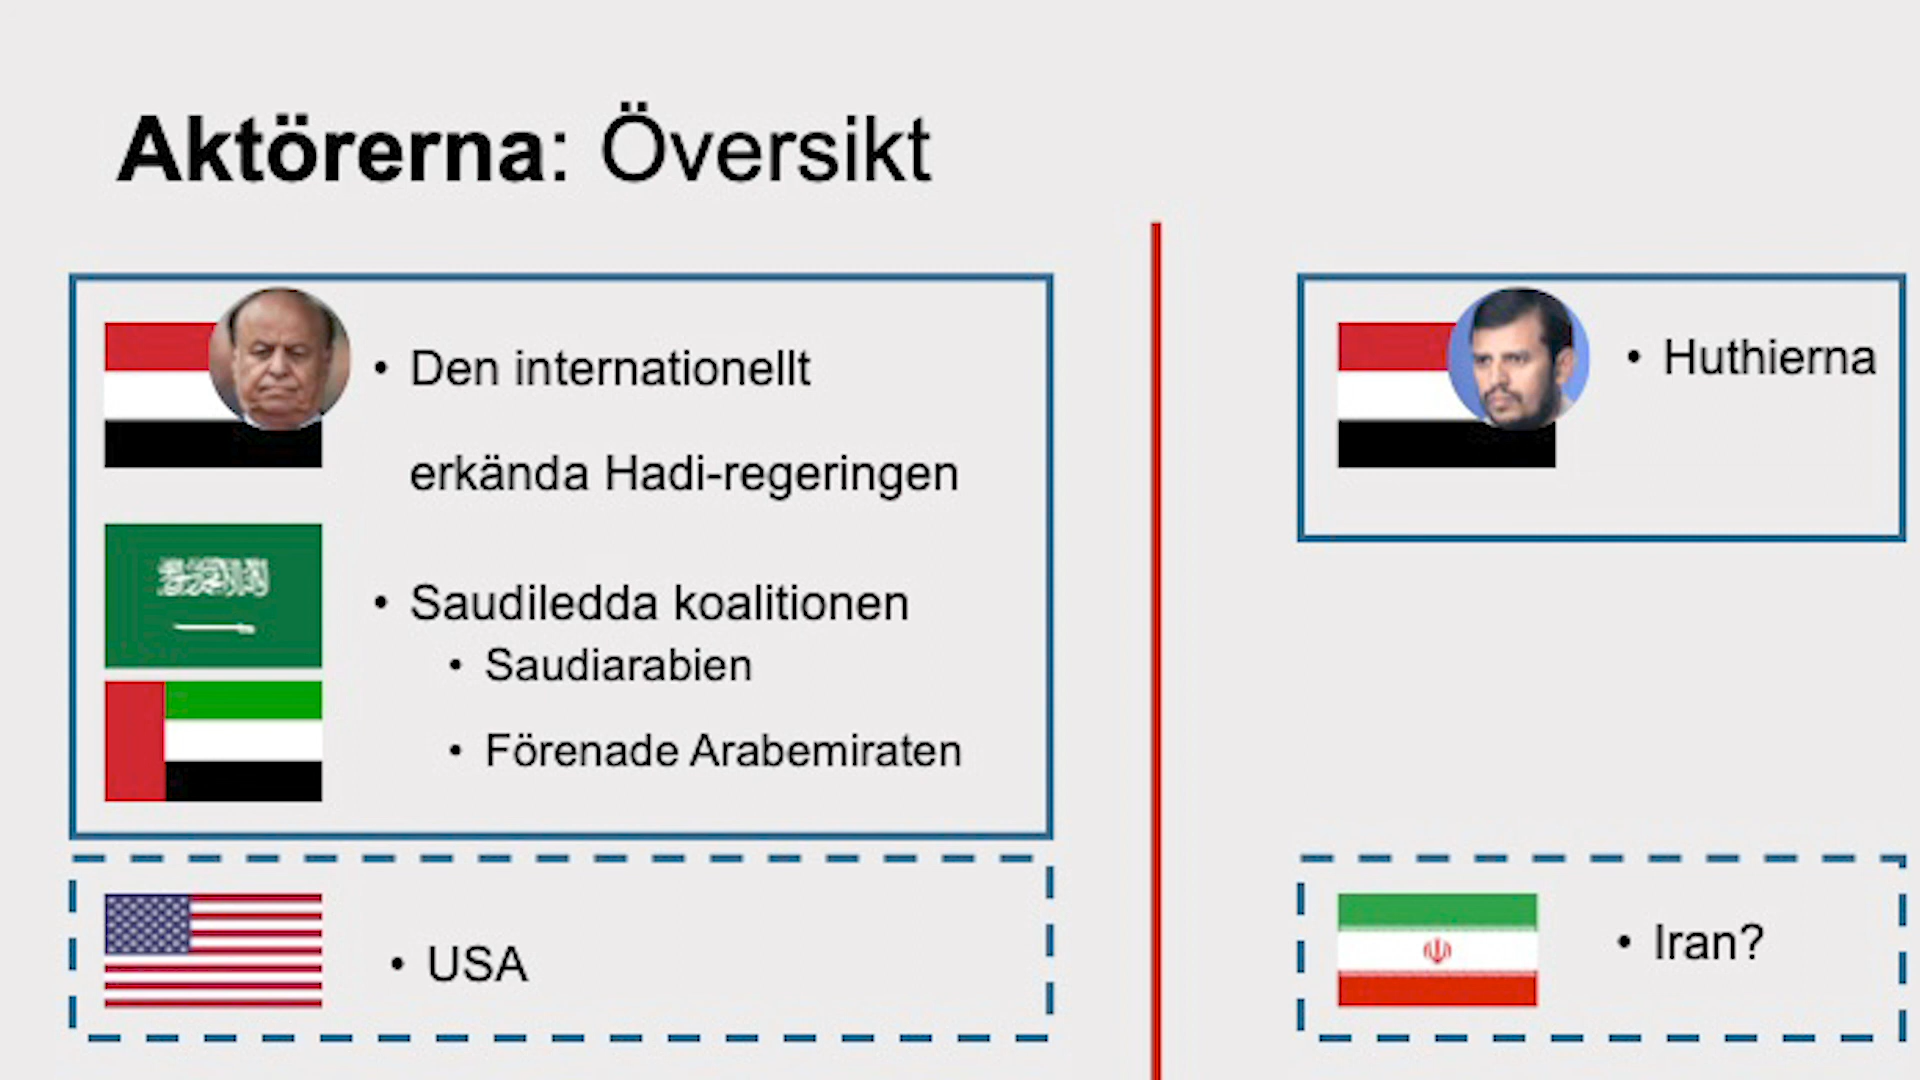 Aktörerna: Översikt
• Den internationellt
erkända Hadi-regeringen
• Saudiledda koalitionen
• Saudiarabien
• Förenade Arabemiraten
• USA
• Huthierna
• Iran?